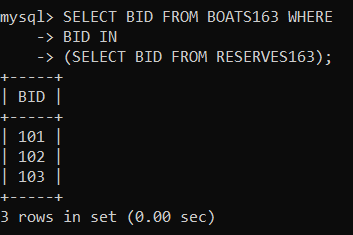 mysql> SELECT BID FROM BOATS163 WHERE
    -> BID IN
    -> (SELECT BID FROM RESERVES163);
+-----+
| BID |
+-----+
| 101 |
| 102 |
| 103 |
+-----+
3 rows in set (0.00 sec)